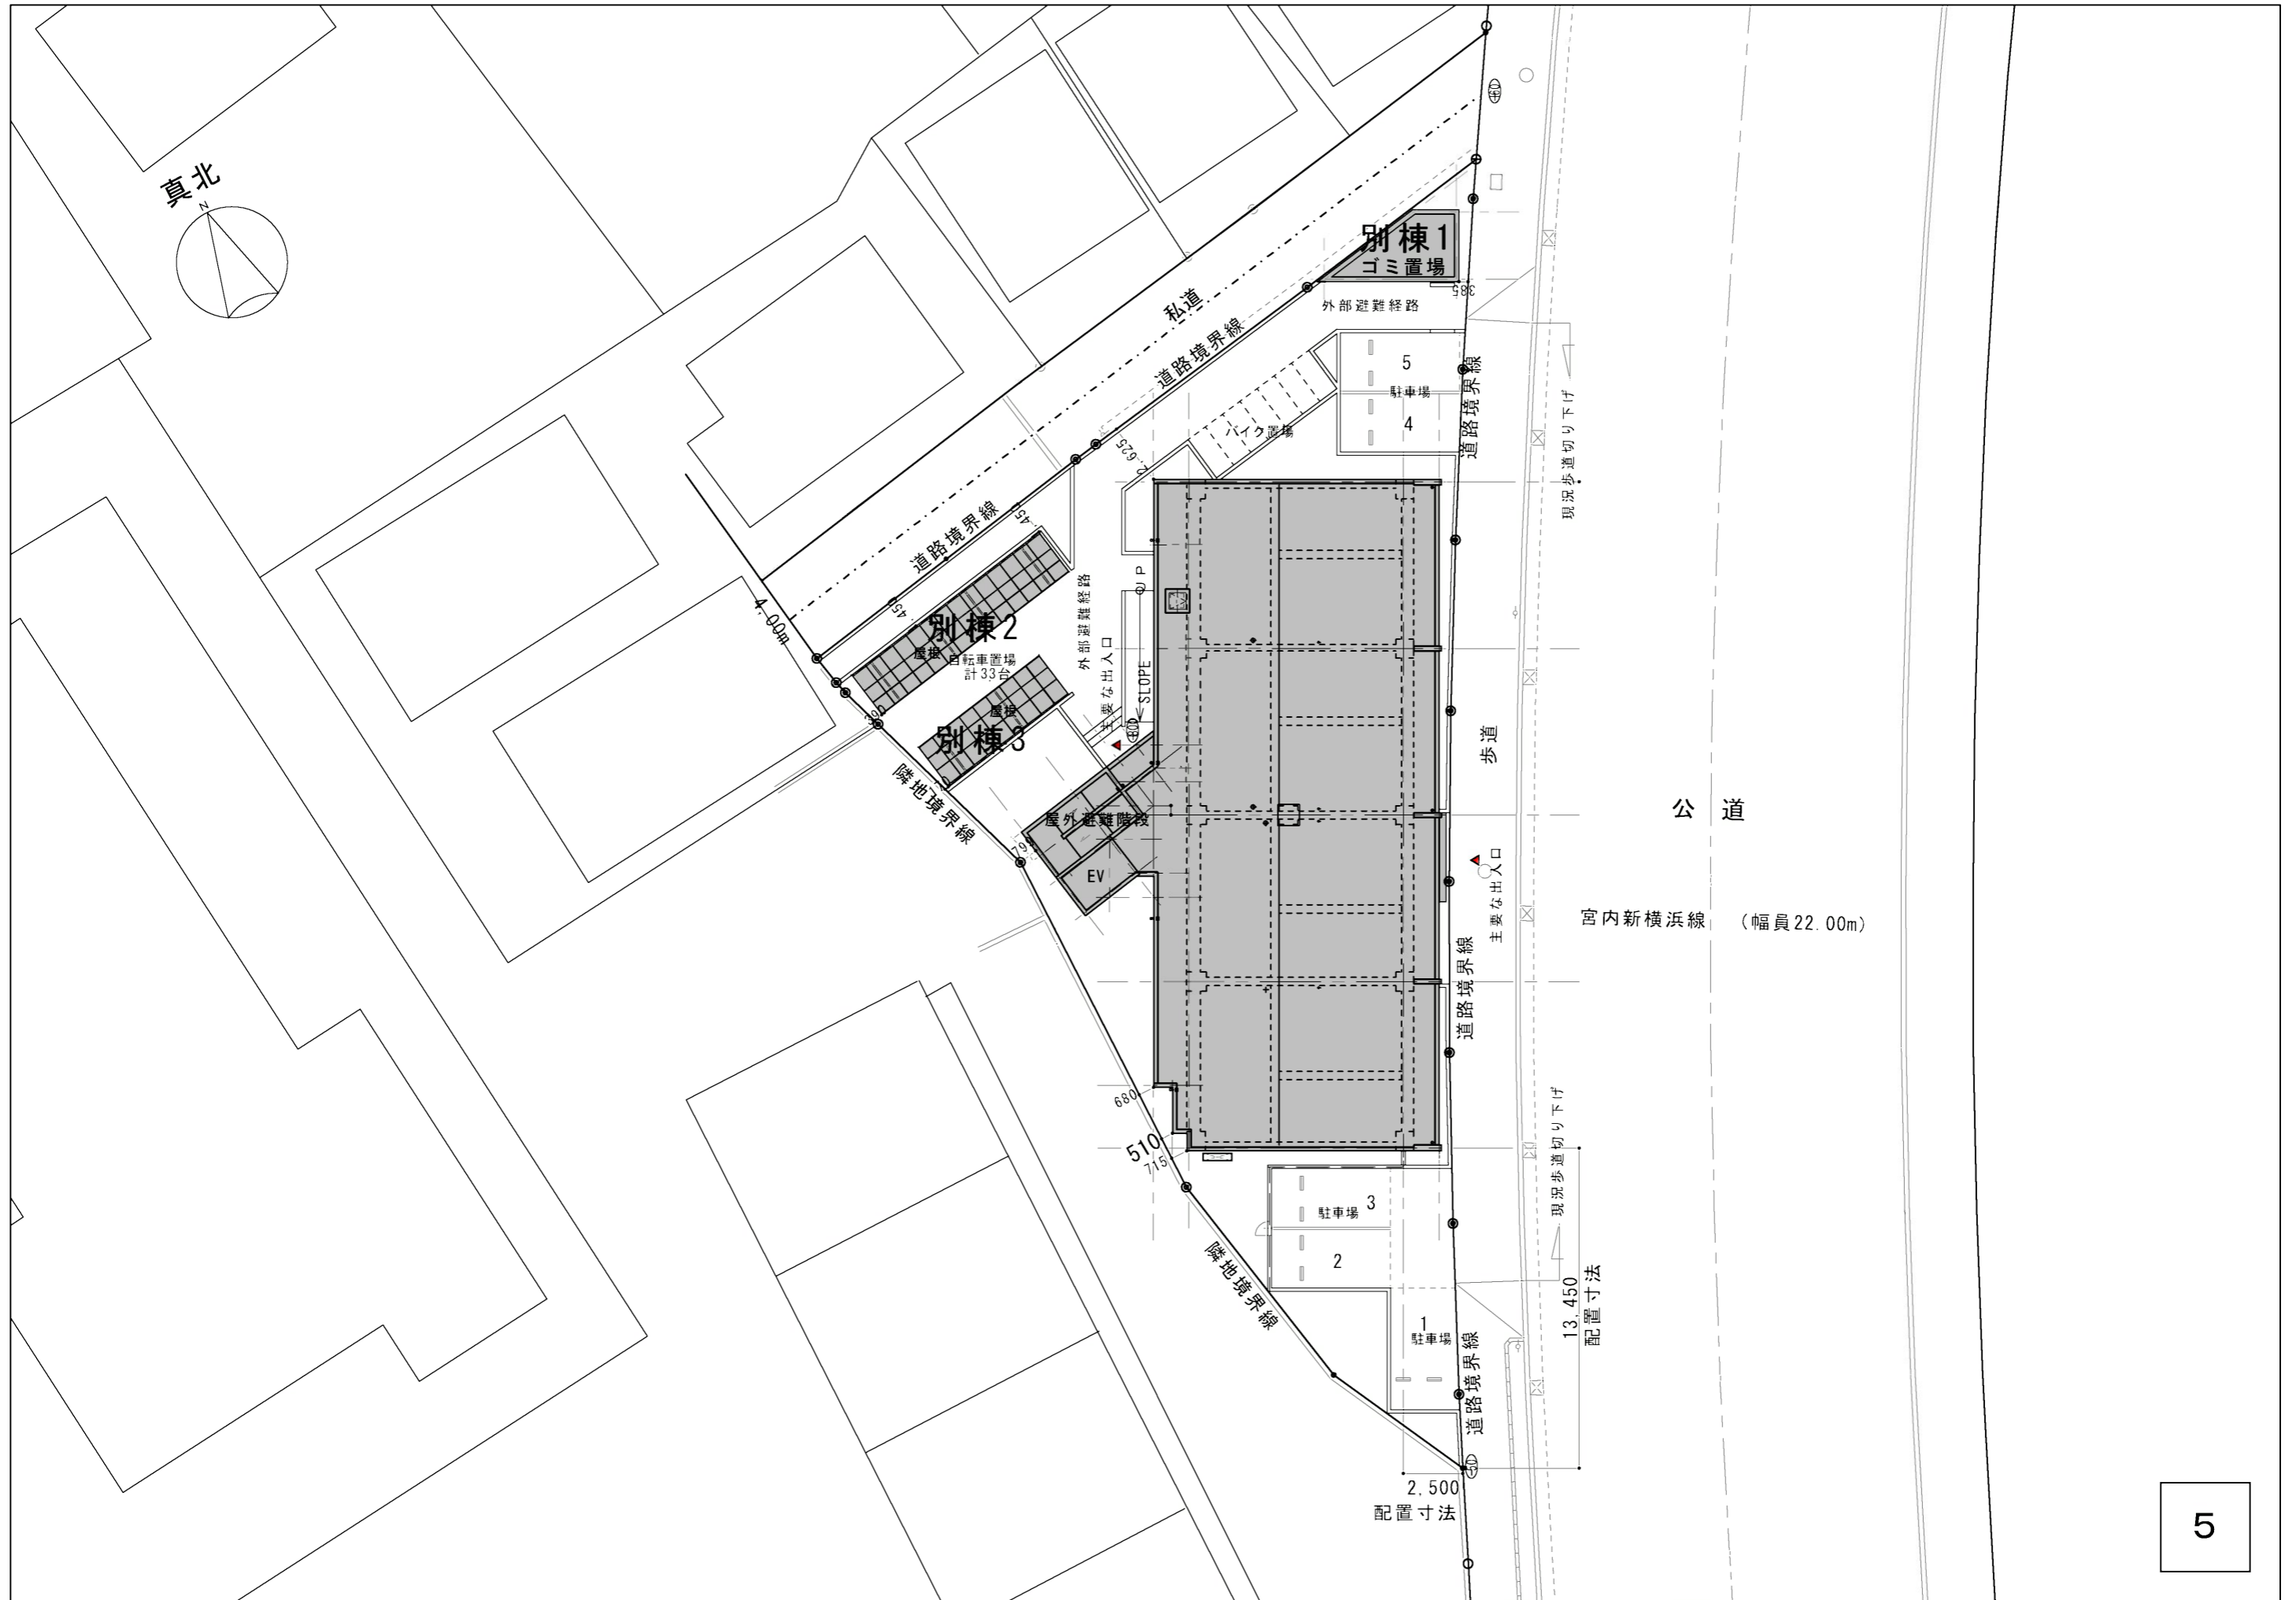 真北
N
別棟1
ゴミ置場
385
外部避難経路
私道
道路境界線
5
駐車場
4
道路境界線
現況歩道切り下げ
バイク置場
2,625
450
道路境界線
450
4.00m
UP
外部避難経路
別棟2
屋根
自転車置場
計33台
主要な出入口
SLOPE
屋根
別棟3
390
隣地境界線
歩道
公 道
屋外避難階段
EV
主要な出入口
宮内新横浜線 (幅員22.00m)
道路境界線
680
510
715
現況歩道切り下げ
3
駐車場
2
隣地境界線
1
駐車場
道路境界線
13,450
配置寸法
2,500
配置寸法
5